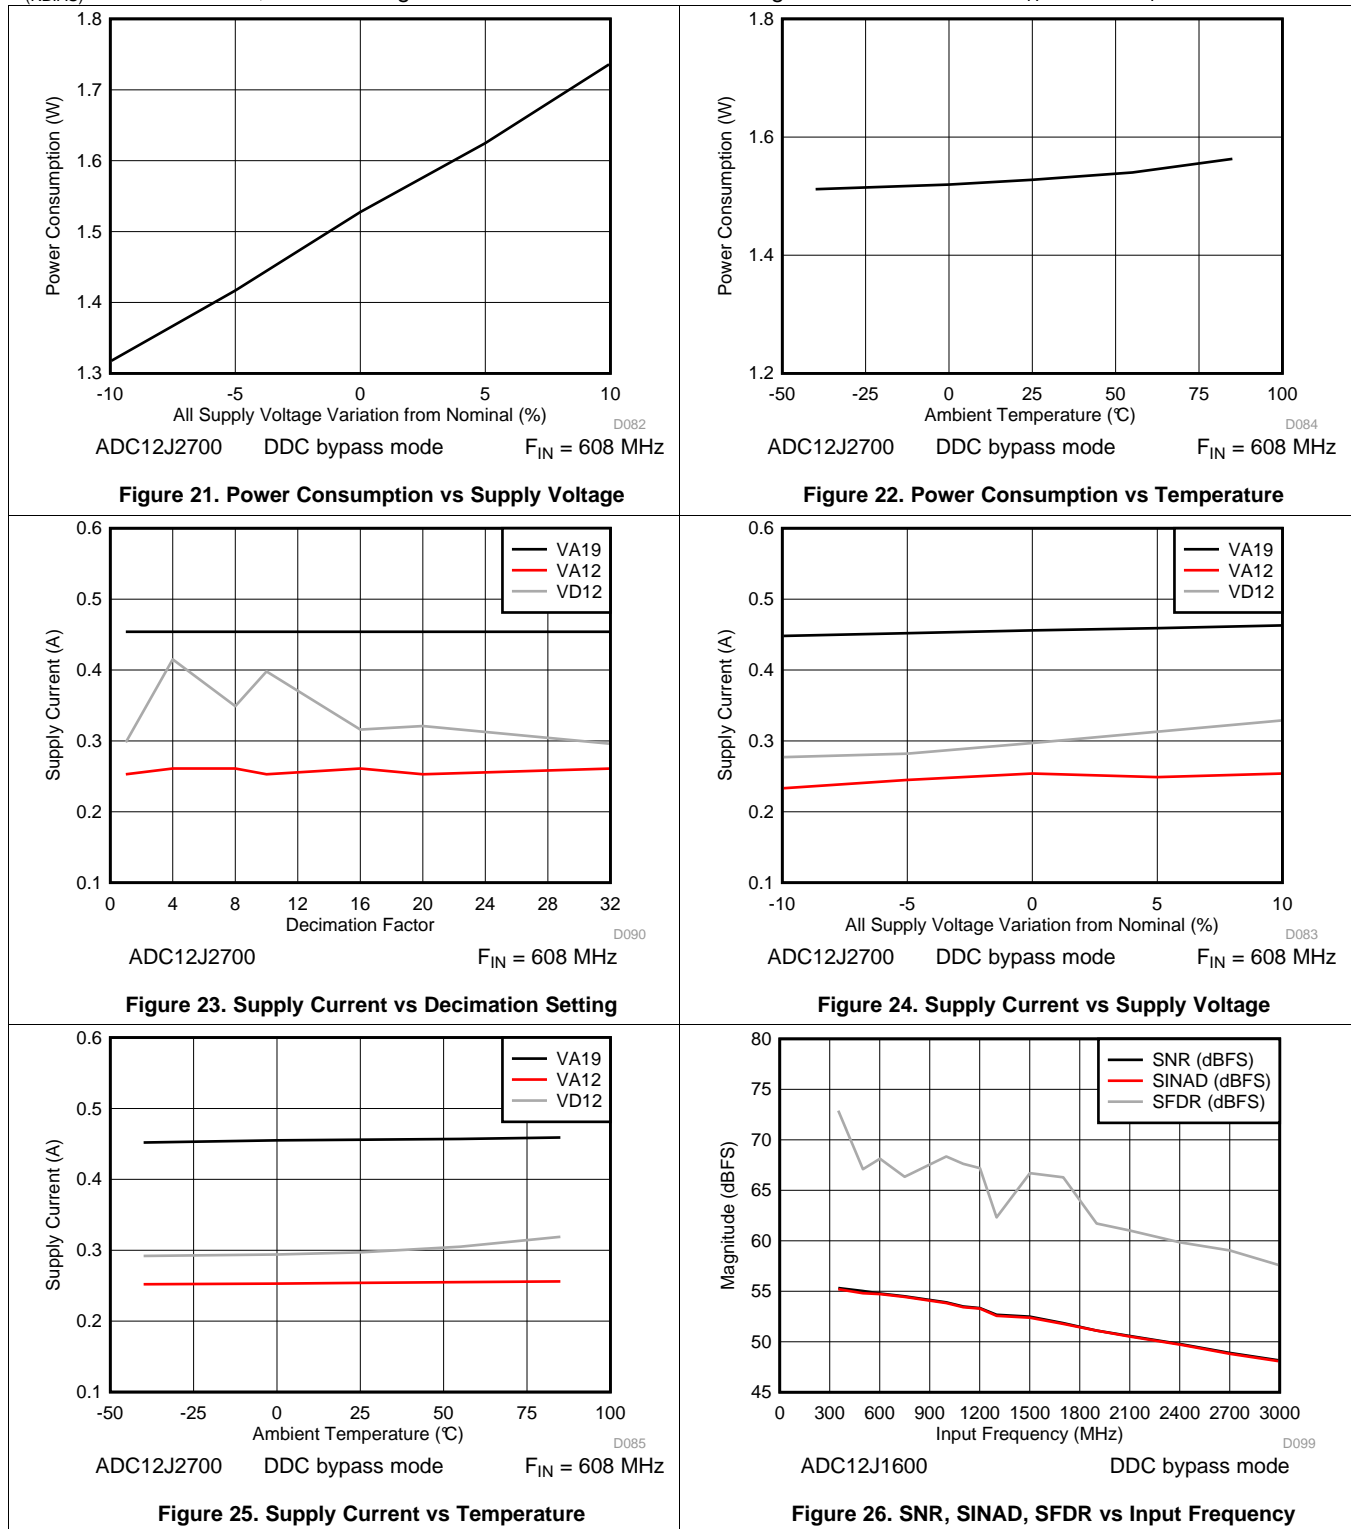 1.8
1.7
1.6
1.5
1.4
1.3
Power Consumption (W)
-10 -5 0 5 10
All Supply Voltage Variation from Nominal (%)
D082
ADC12J2700 DDC bypass mode FIN = 608 MHz
Figure 21. Power Consumption vs Supply Voltage
1.8
1.6
1.4
1.2
Power Consumption (W)
-50 -25 0 25 50 75 100
Ambient Temperature (°C)
D084
ADC12J2700 DDC bypass mode FIN = 608 MHz
Figure 22. Power Consumption vs Temperature
0.6
0.5
0.4
0.3
0.2
0.1
Supply Current (A)
VA19
VA12
VD12
0 4 8 12 16 20 24 28 32
Decimation Factor
D090
ADC12J2700 FIN = 608 MHz
Figure 23. Supply Current vs Decimation Setting
0.6
0.5
0.4
0.3
0.2
0.1
Supply Current (A)
VA19
VA12
VD12
-10 -5 0 5 10
All Supply Voltage Variation from Nominal (%)
D083
ADC12J2700 DDC bypass mode FIN = 608 MHz
Figure 24. Supply Current vs Supply Voltage
0.6
0.5
0.4
0.3
0.2
0.1
Supply Current (A)
VA19
VA12
VD12
-50 -25 0 25 50 75 100
Ambient Temperature (°C)
D085
ADC12J2700 DDC bypass mode FIN = 608 MHz
Figure 25. Supply Current vs Temperature
80
75
70
65
60
55
50
45
Magnitude (dBFS)
SNR (dBFS)
SINAD (dBFS)
SFDR (dBFS)
0 300 600 900 1200 1500 1800 2100 2400 2700 3000
Input Frequency (MHz)
D099
ADC12J1600 DDC bypass mode
Figure 26. SNR, SINAD, SFDR vs Input Frequency